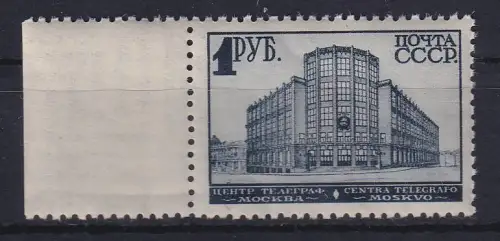 1 РУБ.
ПОЧТА
СССР.
ЦЕНТР ТЕЛЕГРАФ
МОСКВА
CENTRA TELEGRAFO
MOSKVO